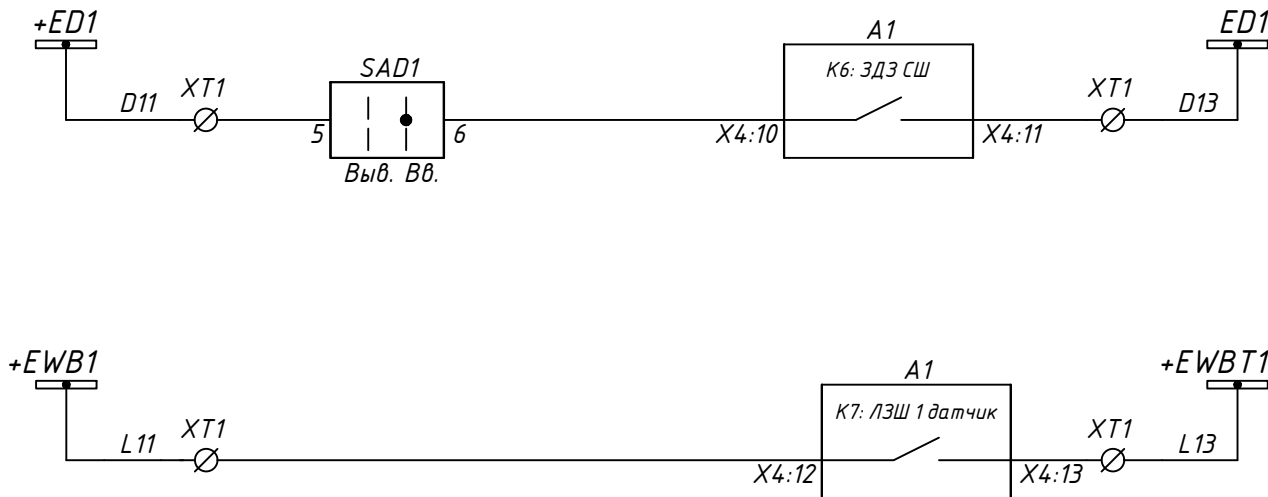 +ED1
ED1
A1
SAD1
K6: ЗДЗ СШ
XT1
XT1
D11
D13
5
6
X4:10
X4:11
Выв. Вв.
+EWB1
+EWBT1
A1
K7: ЛЗШ 1 датчик
XT1
XT1
L11
L13
X4:12
X4:13